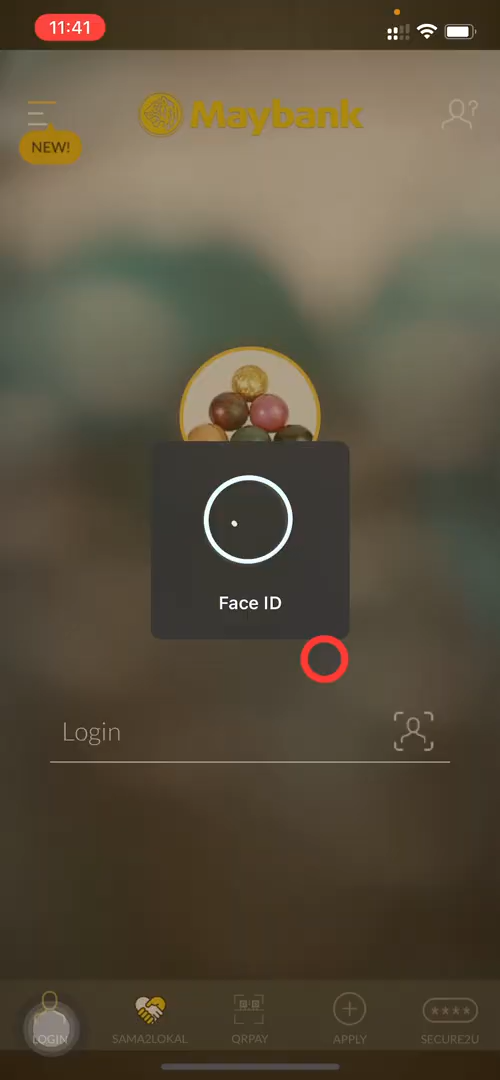 11:41
Maybank
NEW!
Face ID
Login
LOGIN
SAMA2LOKAL
QRPAY
APPLY
****
SECURE2U